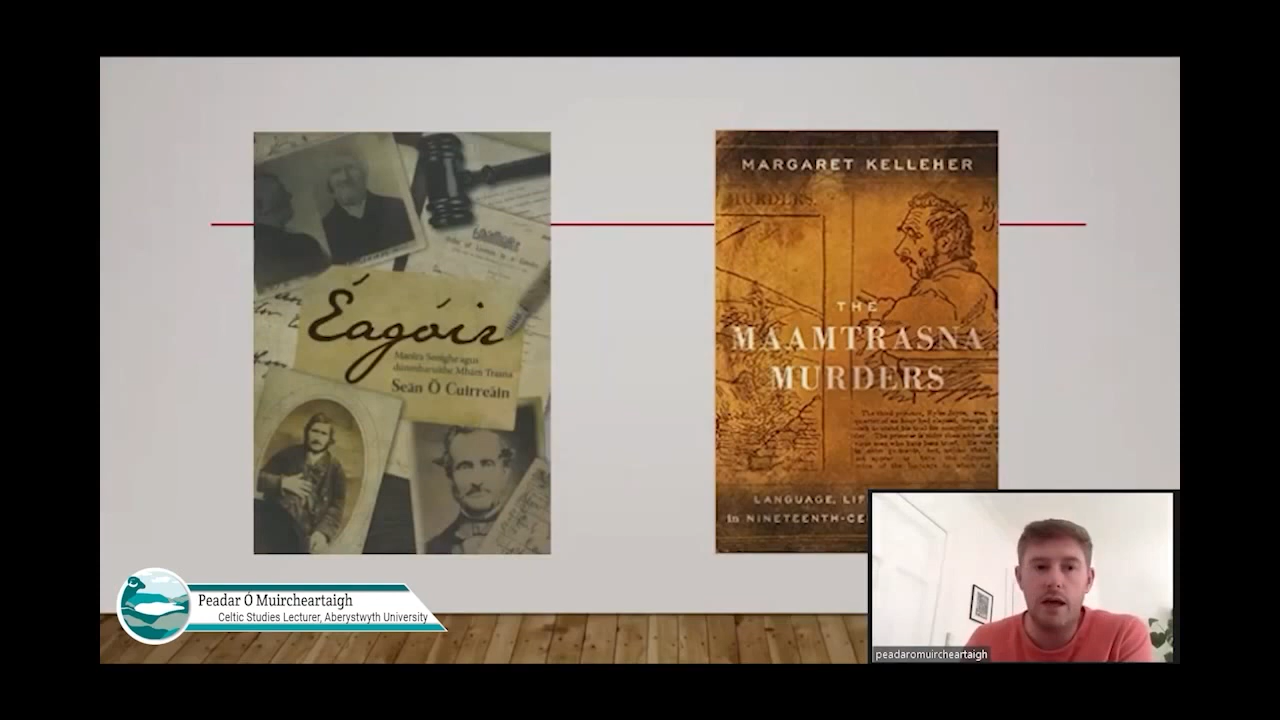 Éagóir
Maolra Seoighe agus
dúnmharuithe Mhám Trasna
Seán Ó Cuirreáin
MARGARET KELLEHER
MURDERS.
THE
MAAMTRASNA
MURDERS
LANGUAGE, LIF
in NINETEENTH-CE
Peadar Ó Muircheartaigh
Celtic Studies Lecturer, Aberystwyth University
peadaromuircheartaigh